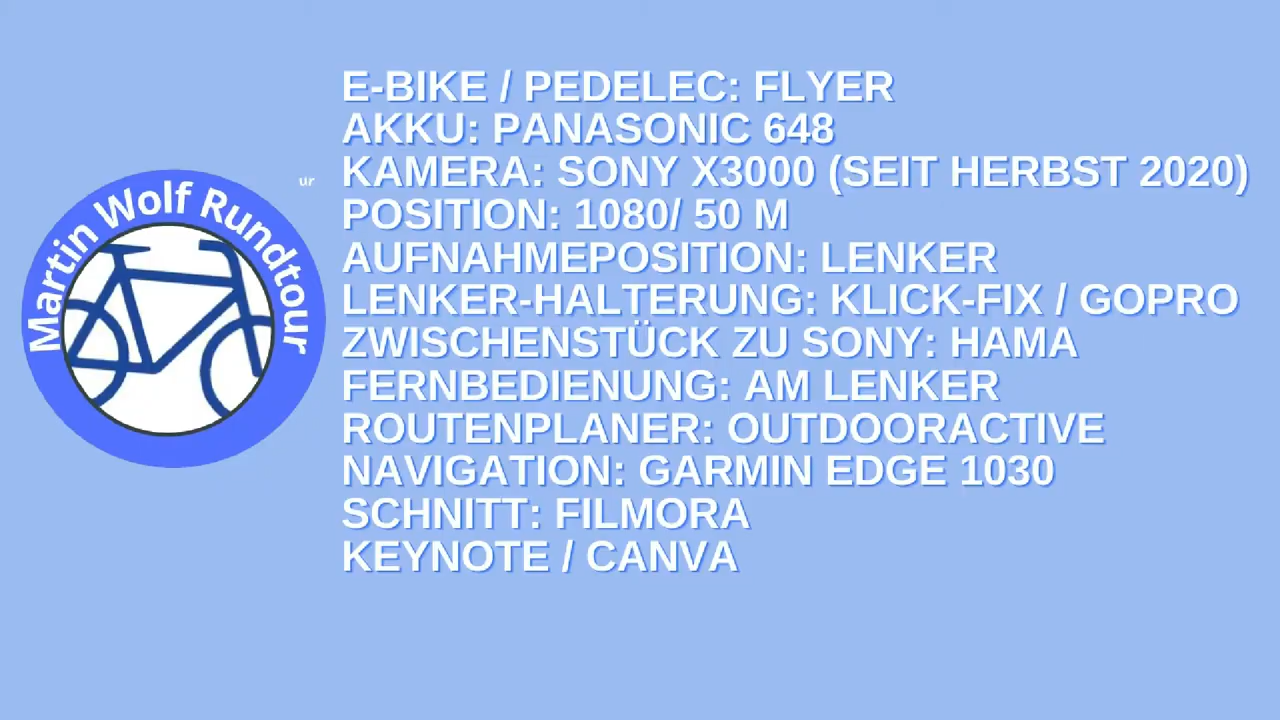 E-BIKE / PEDELEC: FLYER
AKKU: PANASONIC 648
KAMERA: SONY X3000 (SEIT HERBST 2020)
POSITION: 1080/ 50 M
AUFNAHMEPOSITION: LENKER
LENKER-HALTERUNG: KLICK-FIX / GOPRO
ZWISCHENSTÜCK ZU SONY: HAMA
FERNBEDIENUNG: AM LENKER
ROUTENPLANER: OUTDOORACTIVE
NAVIGATION: GARMIN EDGE 1030
SCHNITT: FILMORA
KEYNOTE / CANVA
Martin Wolf Rundtour
ur